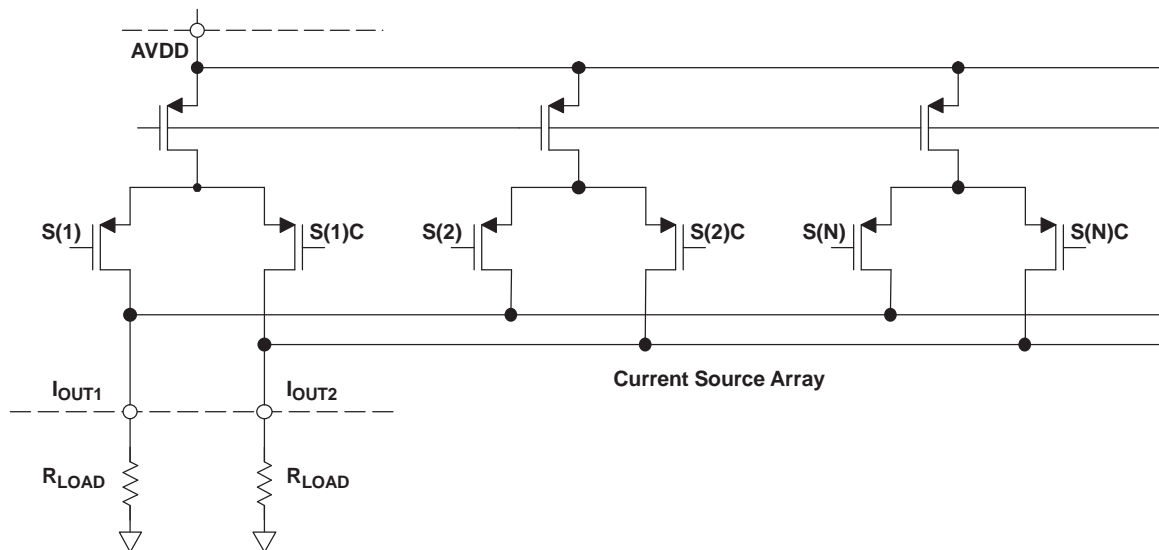 AVDD
S(1)
S(1)C
S(2)
S(2)C
S(N)
S(N)C
Current Source Array
IOUT1
IOUT2
RLOAD
RLOAD